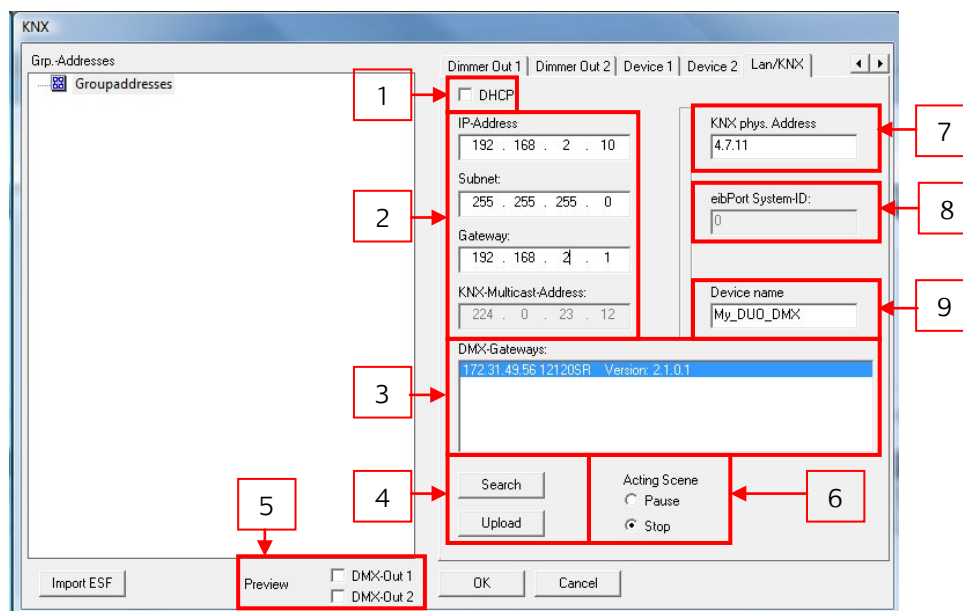 KNX
Grp.-Addresses
Groupaddresses
Dimmer Out 1 Dimmer Out 2 Device 1 Device 2 Lan/KNX
1
DHCP
2
IP-Address
192 . 168 . 2 . 10
Subnet:
255 . 255 . 255 . 0
Gateway:
192 . 168 . 2 . 1
KNX-Multicast-Address:
224 . 0 . 23 . 12
KNX phys. Address
4.7.11
7
eibPort System-ID:
0
8
Device name
My_DUO_DMX
9
DMX-Gateways:
172.31.49.56 12120SR Version: 2.1.0.1
3
4
Search
Upload
Acting Scene
Pause
Stop
6
5
Import ESF
Preview
DMX-Out 1
DMX-Out 2
OK
Cancel